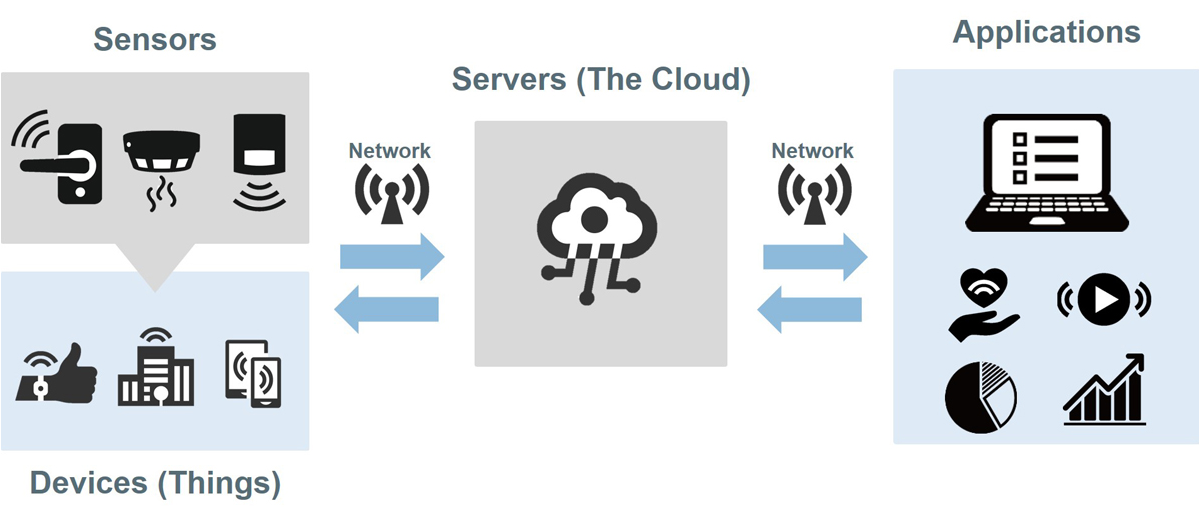 Sensors
Devices (Things)
Network
Servers (The Cloud)
Network
Applications